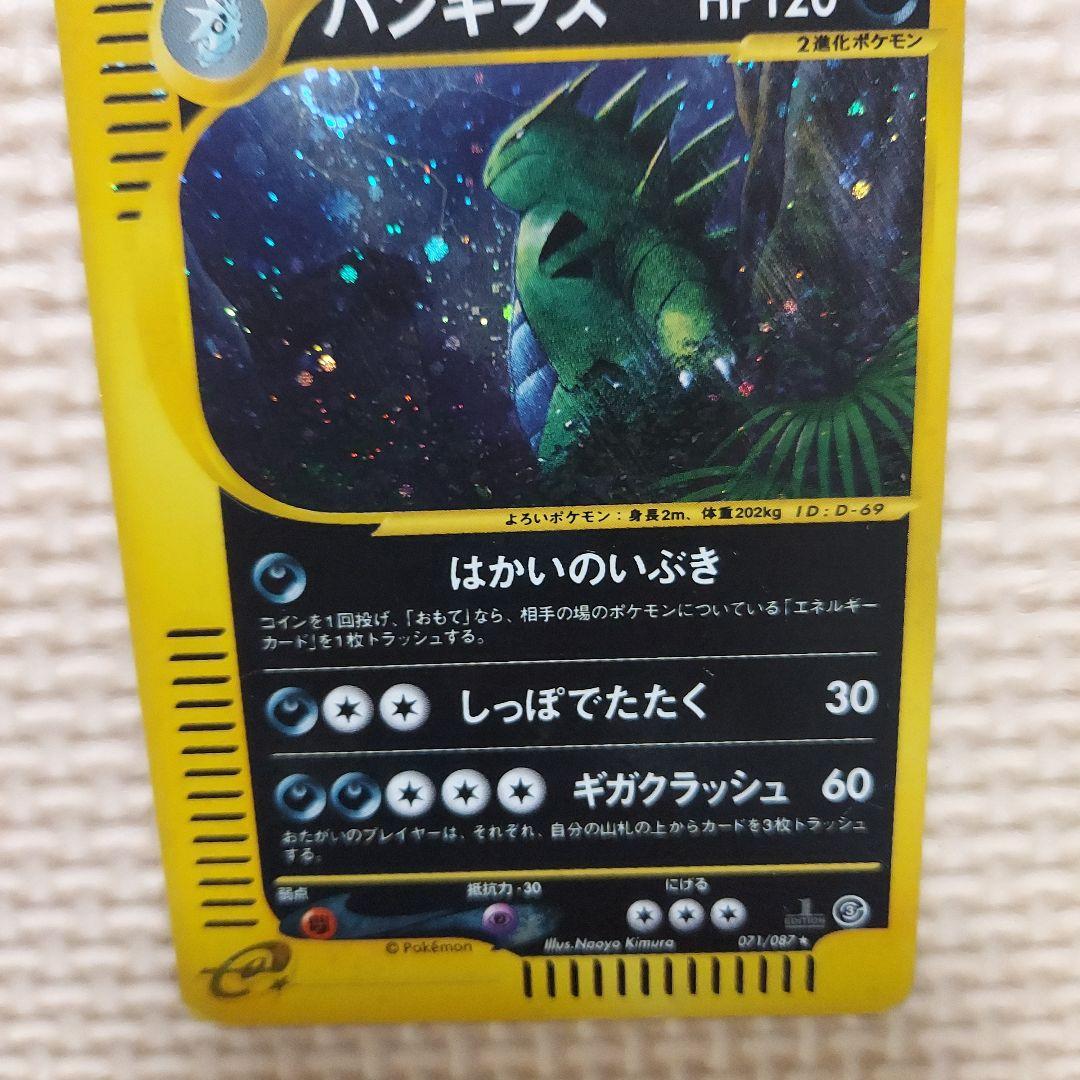 バンギラス HP120
2進化ポケモン
よろいポケモン：身長2m、体重202kg ID:D-69
はかいのいぶき
コインを1回投げ、「おもて」なら、相手の場のポケモンについている「エネルギー
カード」を1枚トラッシュする。
しっぽでたたく 30
ギガクラッシュ 60
おたがいのプレイヤーは、それぞれ、自分の山札の上からカードを3枚トラッシュ
する。
弱点 抵抗力・30 にげる
1 EDITION 3
© Pokémon Illus.Naoyo Kimura 071/087★
e